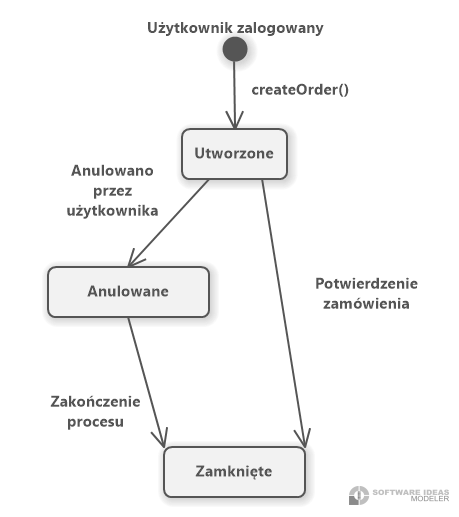 Użytkownik zalogowany
createOrder()
Utworzone
Anulowano
przez
użytkownika
Anulowane
Potwierdzenie
zamówienia
Zakończenie
procesu
Zamknięte
SOFTWARE IDEAS
MODELER